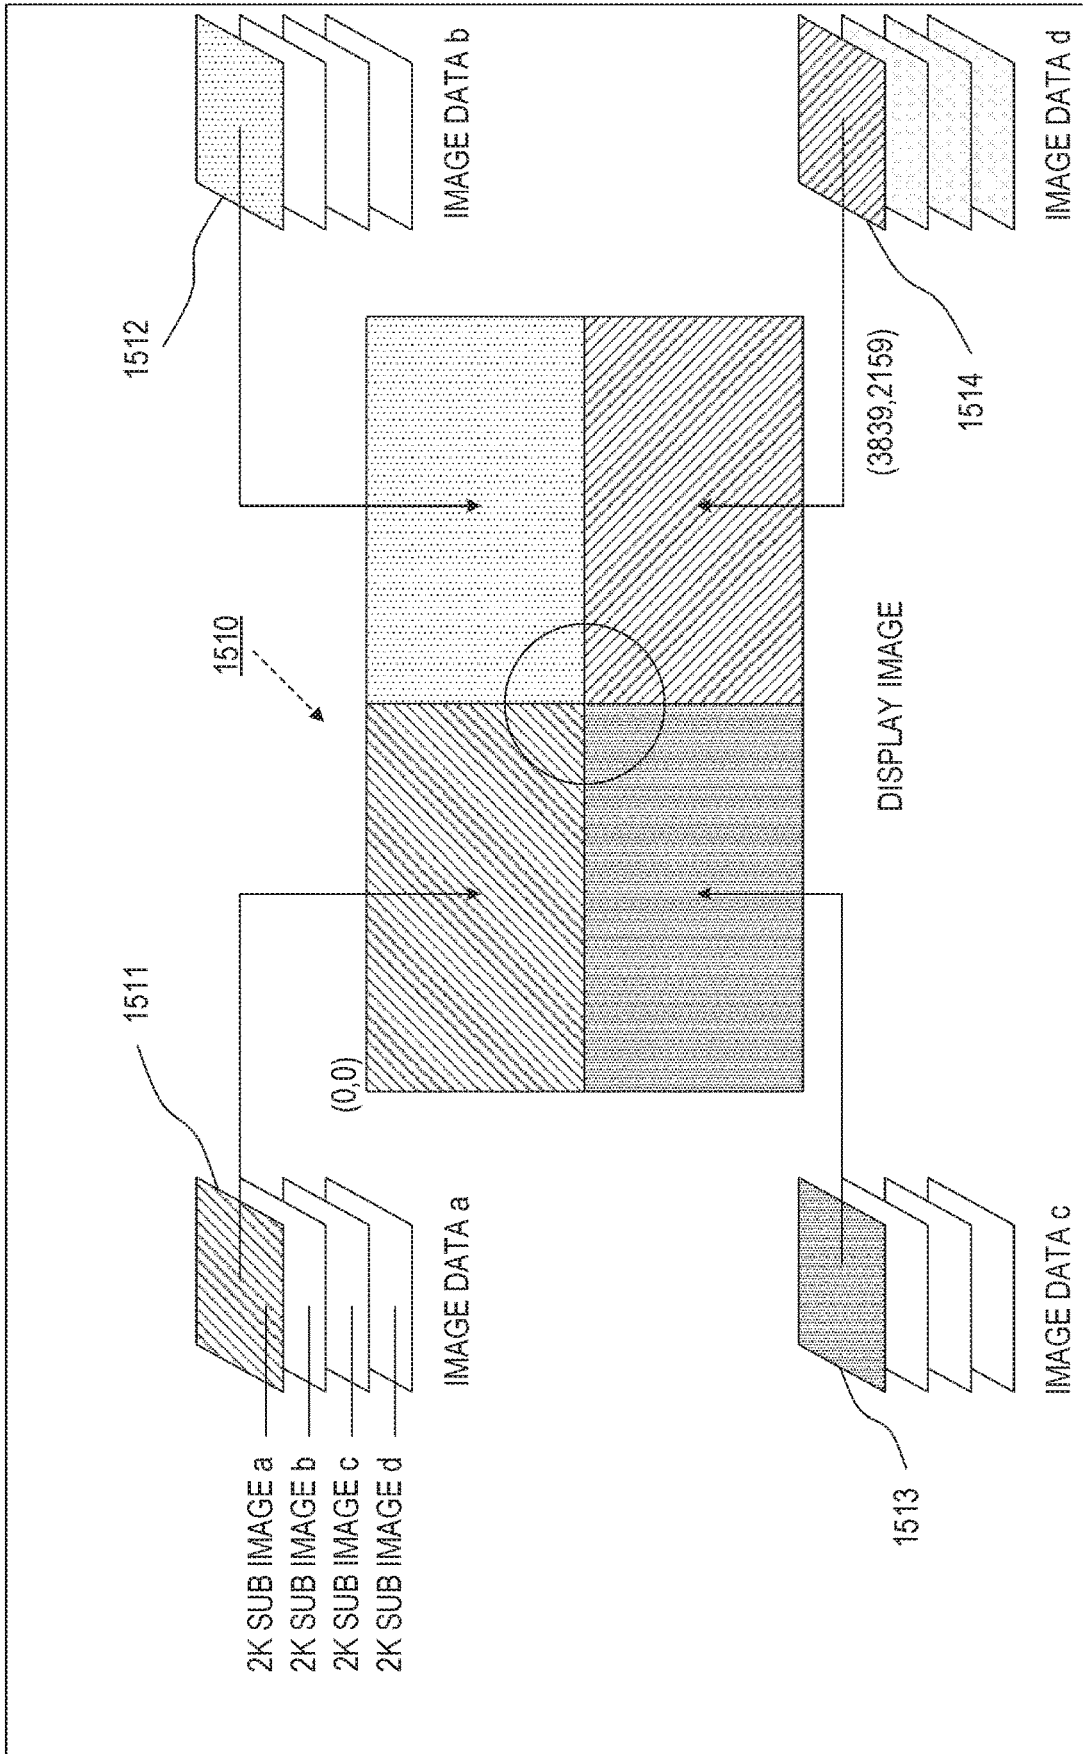 1511
1510
1512
2K SUB IMAGE a
2K SUB IMAGE b
2K SUB IMAGE c
2K SUB IMAGE d
(0,0)
IMAGE DATA a
IMAGE DATA b
1513
(3839,2159)
1514
DISPLAY IMAGE
IMAGE DATA c
IMAGE DATA d